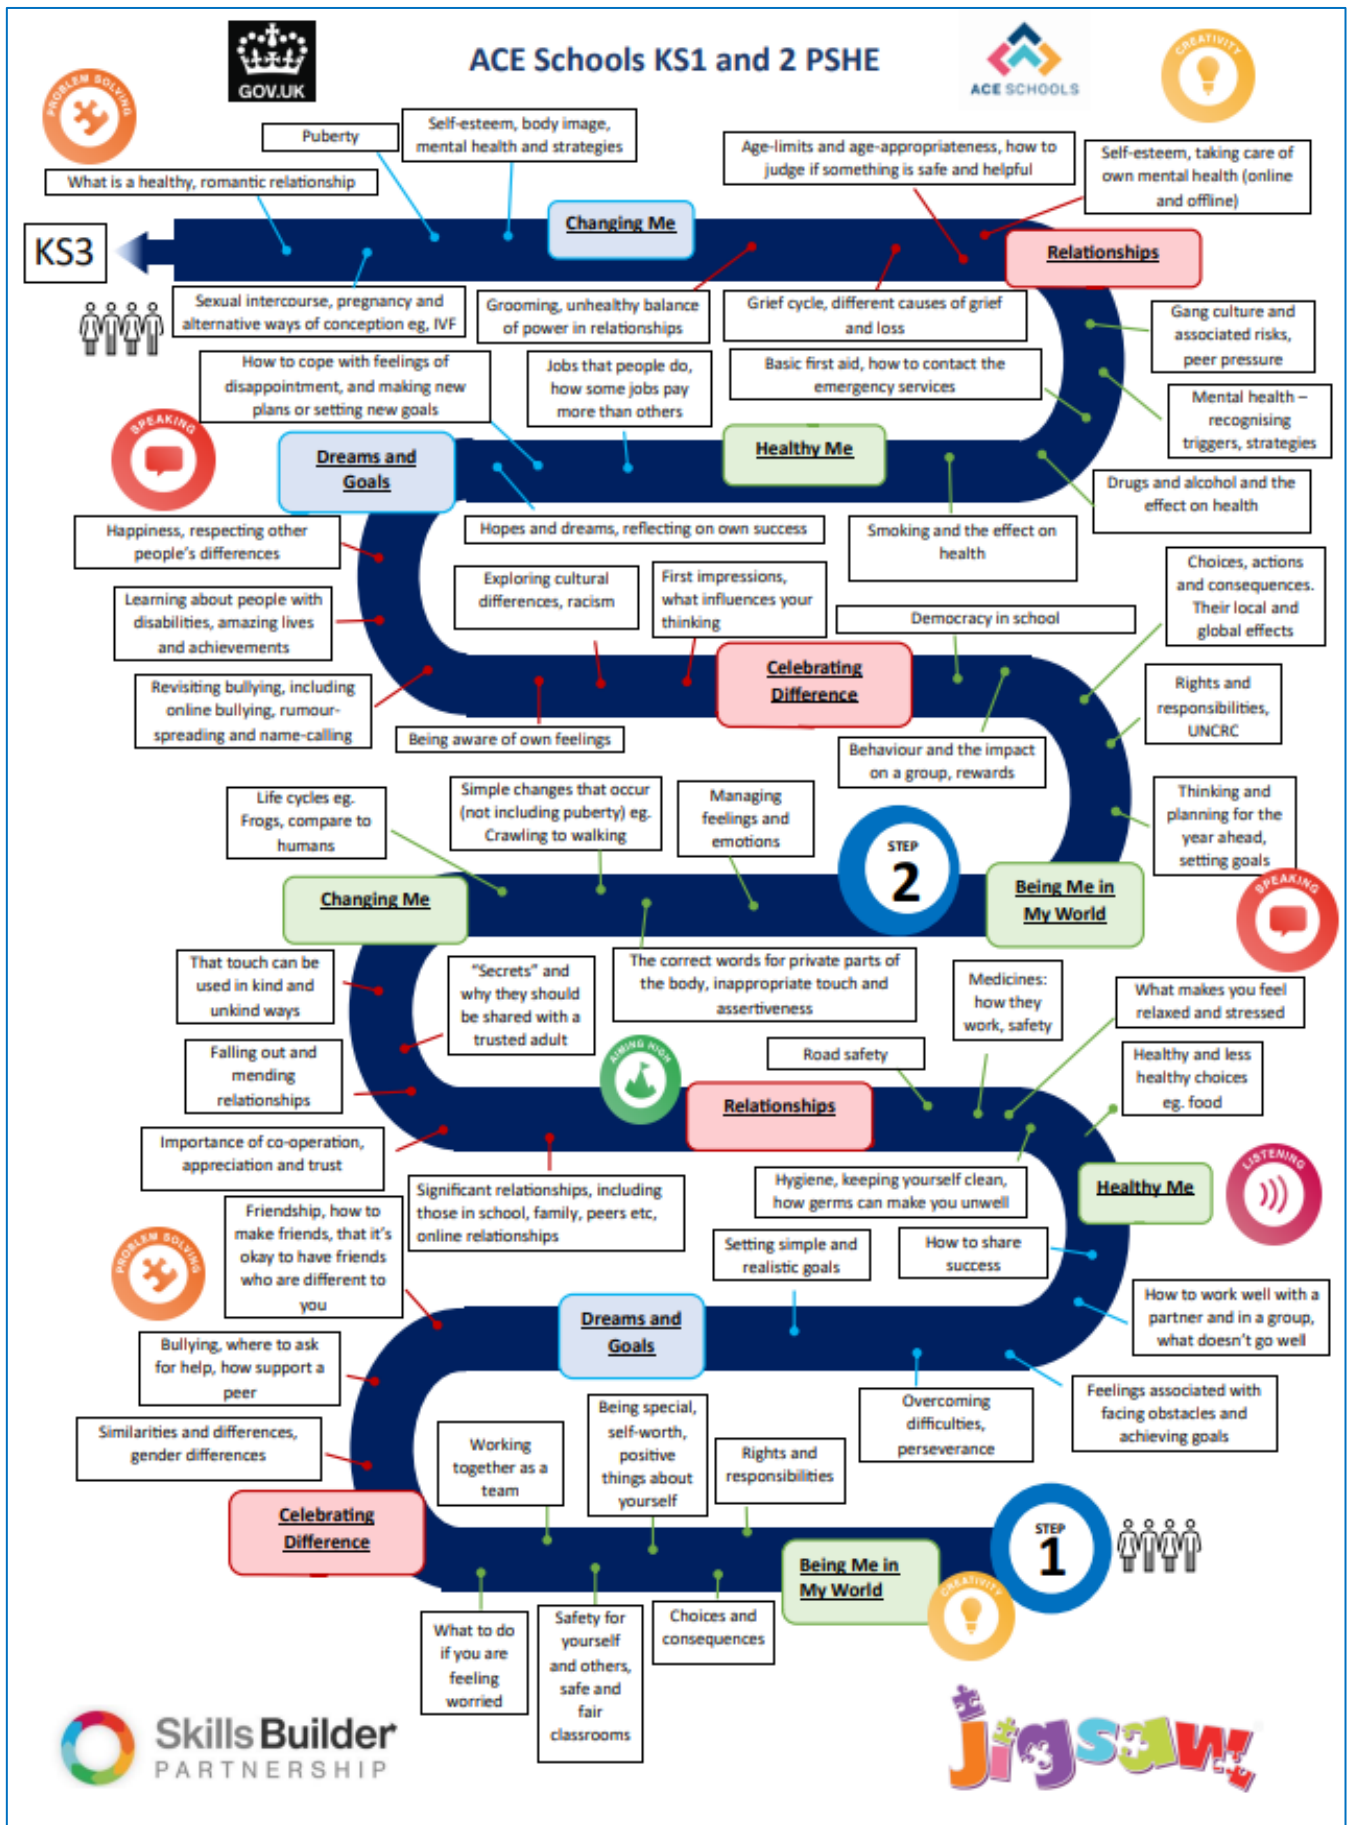 ACE Schools KS1 and 2 PSHE
GOV.UK
ACE SCHOOLS
CREATIVITY
PROBLEM SOLVING
Puberty
Self-esteem, body image,
mental health and strategies
Age-limits and age-appropriateness, how to
judge if something is safe and helpful
Self-esteem, taking care of
own mental health (online
and offline)
What is a healthy, romantic relationship
Changing Me
Relationships
KS3
Sexual intercourse, pregnancy and
alternative ways of conception eg, IVF
Grooming, unhealthy balance
of power in relationships
Grief cycle, different causes of grief
and loss
Gang culture and
associated risks,
peer pressure
How to cope with feelings of
disappointment, and making new
plans or setting new goals
Jobs that people do,
how some jobs pay
more than others
Basic first aid, how to contact the
emergency services
Mental health –
recognising
triggers, strategies
SPEAKING
Dreams and
Goals
Healthy Me
Drugs and alcohol and the
effect on health
Happiness, respecting other
people's differences
Hopes and dreams, reflecting on own success
Smoking and the effect on
health
Choices, actions
and consequences.
Their local and
global effects
Learning about people with
disabilities, amazing lives
and achievements
Exploring cultural
differences, racism
First impressions,
what influences your
thinking
Democracy in school
Celebrating
Difference
Revisiting bullying, including
online bullying, rumour-
spreading and name-calling
Rights and
responsibilities,
UNCRC
Being aware of own feelings
Behaviour and the impact
on a group, rewards
Life cycles eg.
Frogs, compare to
humans
Simple changes that occur
(not including puberty) eg.
Crawling to walking
Managing
feelings and
emotions
Thinking and
planning for the
year ahead,
setting goals
STEP
2
SPEAKING
Changing Me
Being Me in
My World
That touch can be
used in kind and
unkind ways
"Secrets" and
why they should
be shared with a
trusted adult
The correct words for private parts of
the body, inappropriate touch and
assertiveness
Medicines:
how they
work, safety
What makes you feel
relaxed and stressed
Falling out and
mending
relationships
AIMING HIGH
Road safety
Healthy and less
healthy choices
eg. food
Relationships
Importance of co-operation,
appreciation and trust
Significant relationships, including
those in school, family, peers etc,
online relationships
Hygiene, keeping yourself clean,
how germs can make you unwell
Healthy Me
LISTENING
Friendship, how to
make friends, that it's
okay to have friends
who are different to
you
PROBLEM SOLVING
Setting simple and
realistic goals
How to share
success
Dreams and
Goals
How to work well with a
partner and in a group,
what doesn't go well
Bullying, where to ask
for help, how support a
peer
Overcoming
difficulties,
perseverance
Feelings associated with
facing obstacles and
achieving goals
Similarities and differences,
gender differences
Working
together as a
team
Being special,
self-worth,
positive
things about
yourself
Rights and
responsibilities
Celebrating
Difference
STEP
1
Being Me in
My World
CREATIVITY
What to do
if you are
feeling
worried
Safety for
yourself
and others,
safe and
fair
classrooms
Choices and
consequences
Skills Builder
PARTNERSHIP
jigsaw